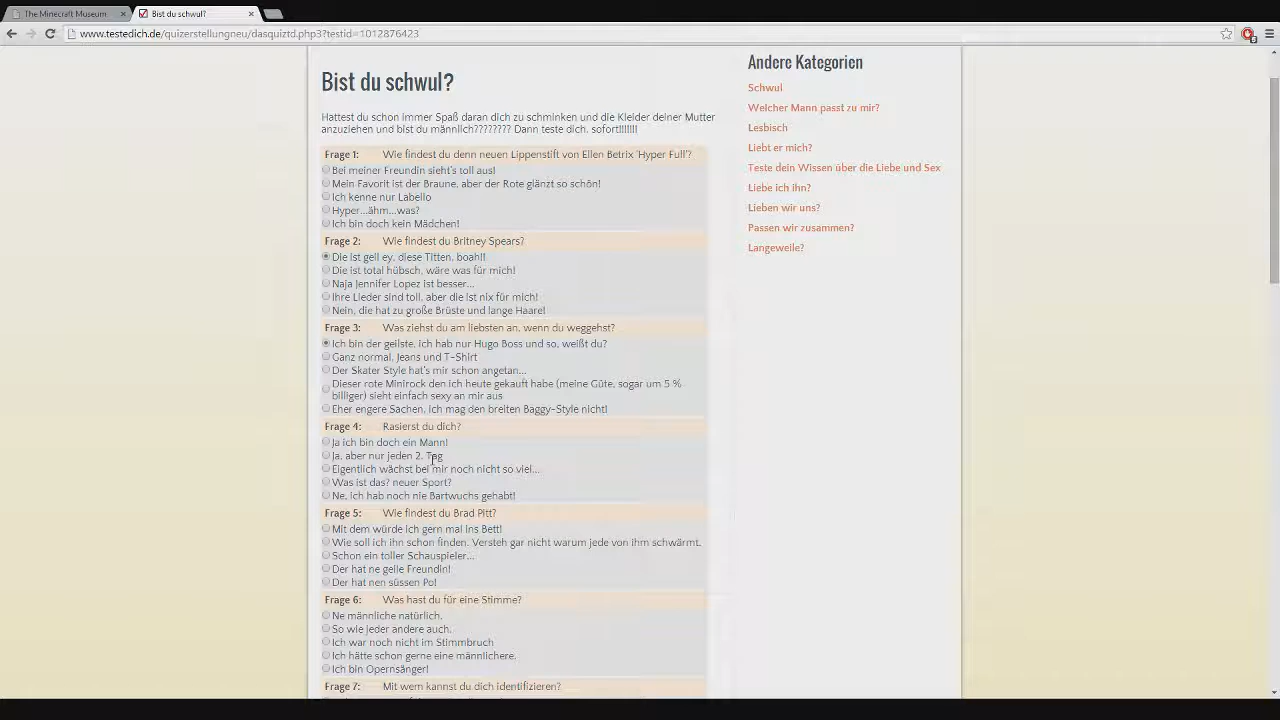 The Minecraft Museum
Bist du schwul?
www.testedich.de/quizerstellungneu/dasquiztd.php3?testid=1012876423
Bist du schwul?
Hattest du schon immer Spaß daran dich zu schminken und die Kleider deiner Mutter
anzuziehen und bist du männlich???????? Dann teste dich, sofort!!!!!!!
Frage 1: Wie findest du denn neuen Lippenstift von Ellen Betrix 'Hyper Full'?
Bei meiner Freundin sieht's toll aus!
Mein Favorit ist der Braune, aber der Rote glänzt so schön!
Ich kenne nur Labello
Hyper...ähm...was?
Ich bin doch kein Mädchen!
Frage 2: Wie findest du Britney Spears?
Die ist geil ey, diese Titten, boah!!
Die ist total hübsch, wäre was für mich!
Naja Jennifer Lopez ist besser...
Ihre Lieder sind toll, aber die ist nix für mich!
Nein, die hat zu große Brüste und lange Haare!
Frage 3: Was ziehst du am liebsten an, wenn du weggehst?
Ich bin der geilste, ich hab nur Hugo Boss und so, weißt du?
Ganz normal, Jeans und T-Shirt
Der Skater Style hat's mir schon angetan...
Dieser rote Minirock den ich heute gekauft habe (meine Güte, sogar um 5 %
billiger) sieht einfach sexy an mir aus
Eher engere Sachen, ich mag den breiten Baggy-Style nicht!
Frage 4: Rasierst du dich?
Ja ich bin doch ein Mann!
Ja, aber nur jeden 2. Tag
Eigentlich wächst bei mir noch nicht so viel...
Was ist das? neuer Sport?
Ne, ich hab noch nie Bartwuchs gehabt!
Frage 5: Wie findest du Brad Pitt?
Mit dem würde ich gern mal ins Bett!
Wie soll ich ihn schon finden. Versteh gar nicht warum jede von ihm schwärmt.
Schon ein toller Schauspieler...
Der hat ne geile Freundin!
Der hat nen süssen Po!
Frage 6: Was hast du für eine Stimme?
Ne männliche natürlich.
So wie jeder andere auch.
Ich war noch nicht im Stimmbruch
Ich hätte schon gerne eine männlichere.
Ich bin Opernsänger!
Frage 7: Mit wem kannst du dich identifizieren?
Andere Kategorien
Schwul
Welcher Mann passt zu mir?
Lesbisch
Liebt er mich?
Teste dein Wissen über die Liebe und Sex
Liebe ich ihn?
Lieben wir uns?
Passen wir zusammen?
Langeweile?